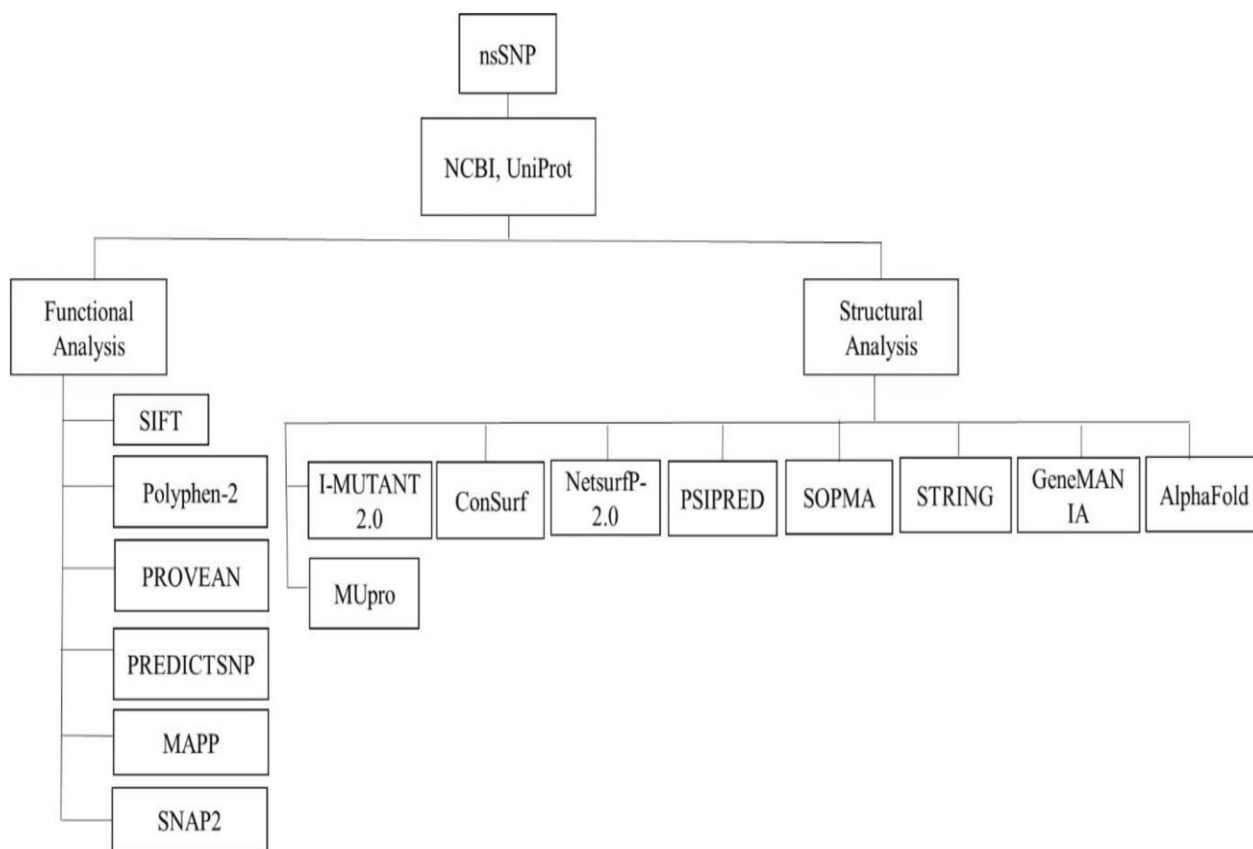 nsSNP
NCBI, UniProt
Functional
Analysis
Structural
Analysis
SIFT
Polyphen-2
PROVEAN
PREDICTSNP
MAPP
SNAP2
I-MUTANT
2.0
ConSurf
NetsurfP-
2.0
PSIPRED
SOPMA
STRING
GeneMAN
IA
AlphaFold
MUpro